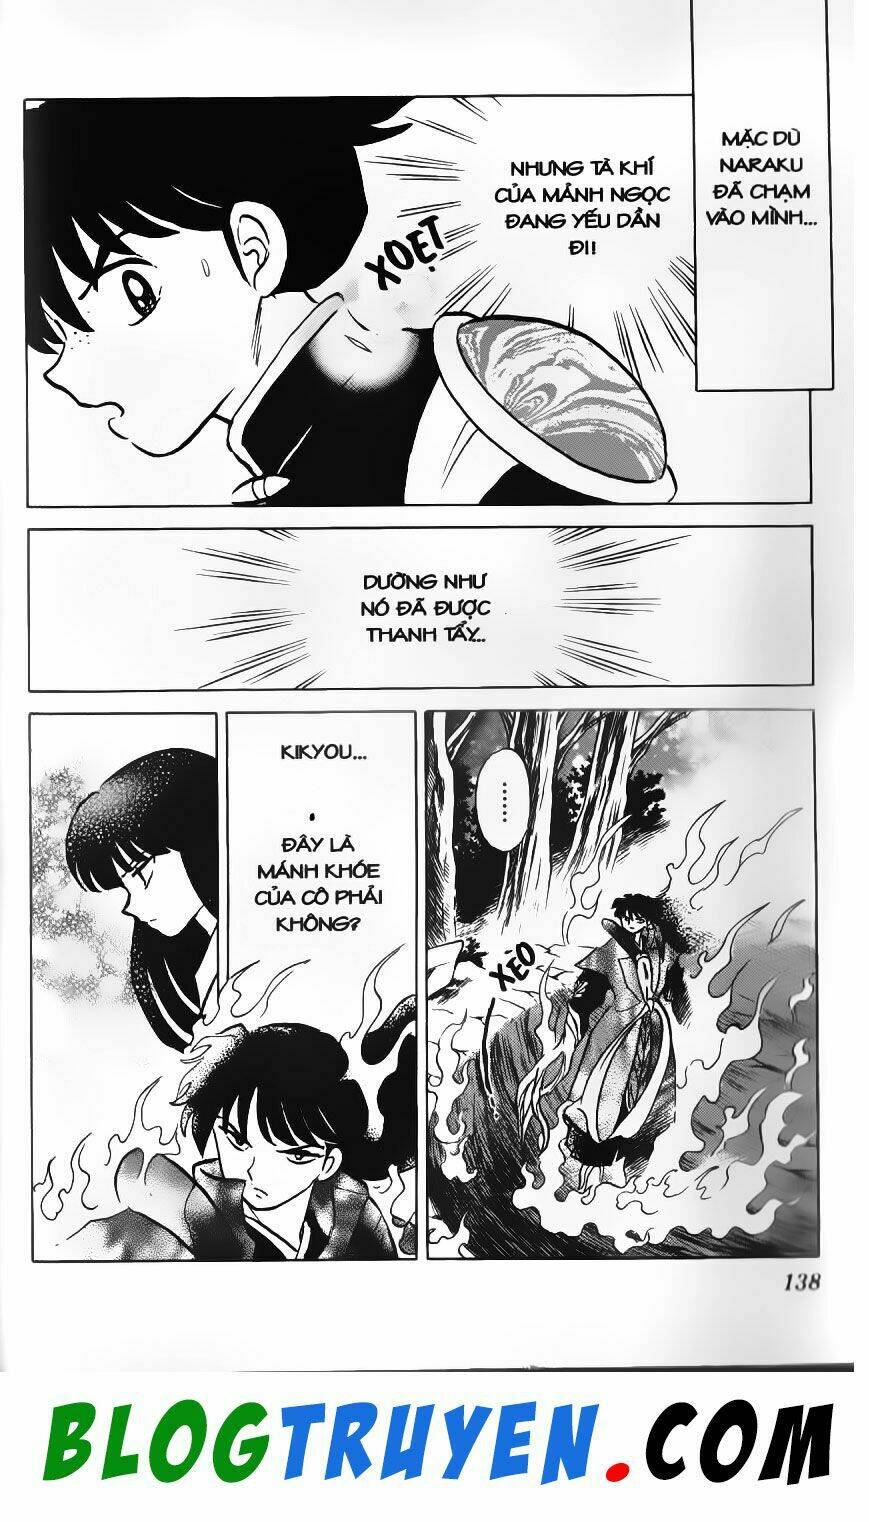 MẶC DÙ
NARAKU
ĐÃ CHẠM
VÀO MÌNH...
NHƯNG TÀ KHÍ
CỦA MẢNH NGỌC
ĐANG YẾU DẦN
ĐI!
XOẸT
DƯỜNG NHƯ
NÓ ĐÃ ĐƯỢC
THANH TẨY...
KIKYOU...
ĐÂY LÀ
MÁNH KHÓE
CỦA CÔ PHẢI
KHÔNG?
......
XÈO
138
BLOGTRUYEN.COM